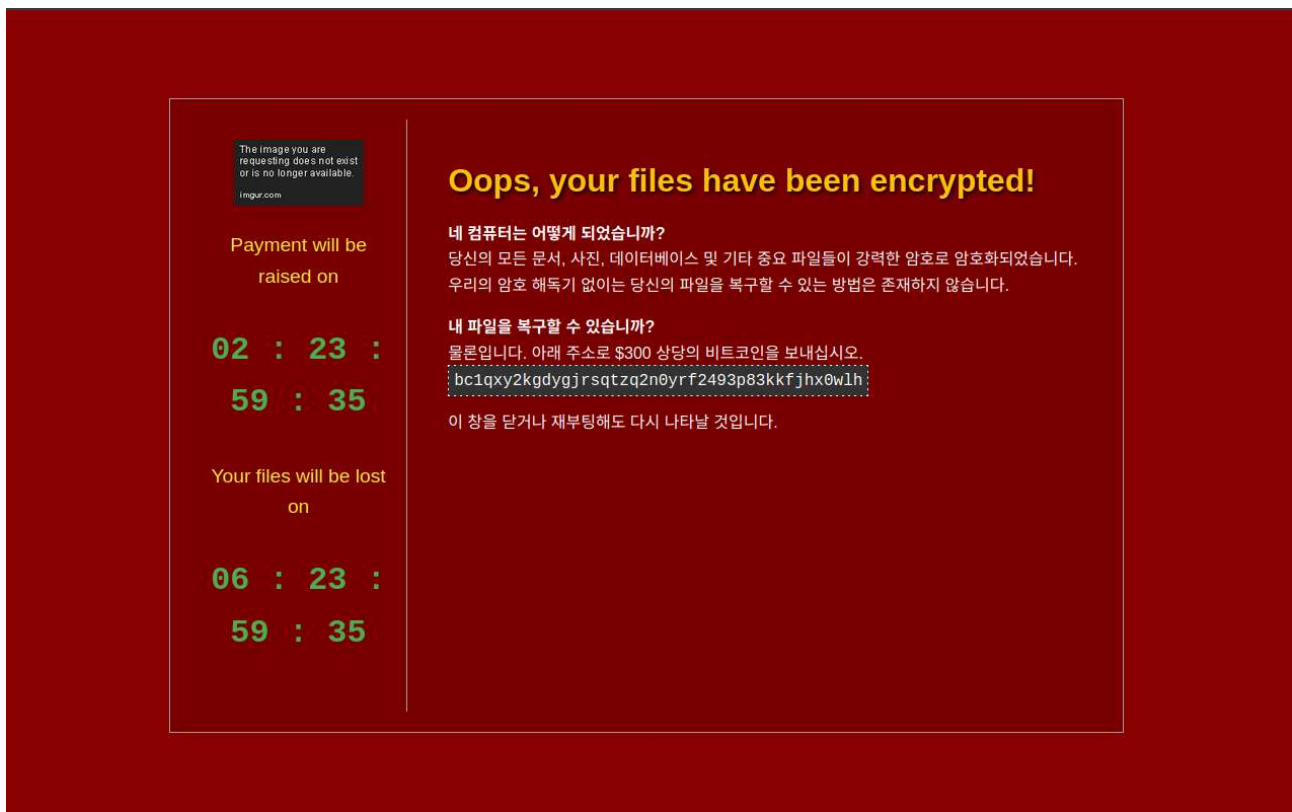 The image you are
requesting does not exist
or is no longer available.
imgur.com
Payment will be
raised on
02 : 23 :
59 : 35
Your files will be lost
on
06 : 23 :
59 : 35
Oops, your files have been encrypted!
네 컴퓨터는 어떻게 되었습니까?
당신의 모든 문서, 사진, 데이터베이스 및 기타 중요 파일들이 강력한 암호로 암호화되었습니다.
우리의 암호 해독기 없이는 당신의 파일을 복구할 수 있는 방법은 존재하지 않습니다.
내 파일을 복구할 수 있습니까?
물론입니다. 아래 주소로 $300 상당의 비트코인을 보내십시오.
bc1qxy2kgdygjrsqtzq2n0yrf2493p83kkfjhx0wlh
이 창을 닫거나 재부팅해도 다시 나타날 것입니다.